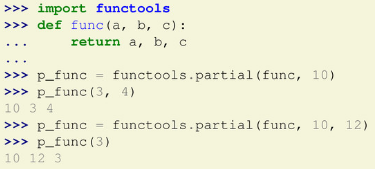 >>> import functools
>>> def func(a, b, c):
...     return a, b, c
...
>>> p_func = functools.partial(func, 10)
>>> p_func(3, 4)
10 3 4
>>> p_func = functools.partial(func, 10, 12)
>>> p_func(3)
10 12 3